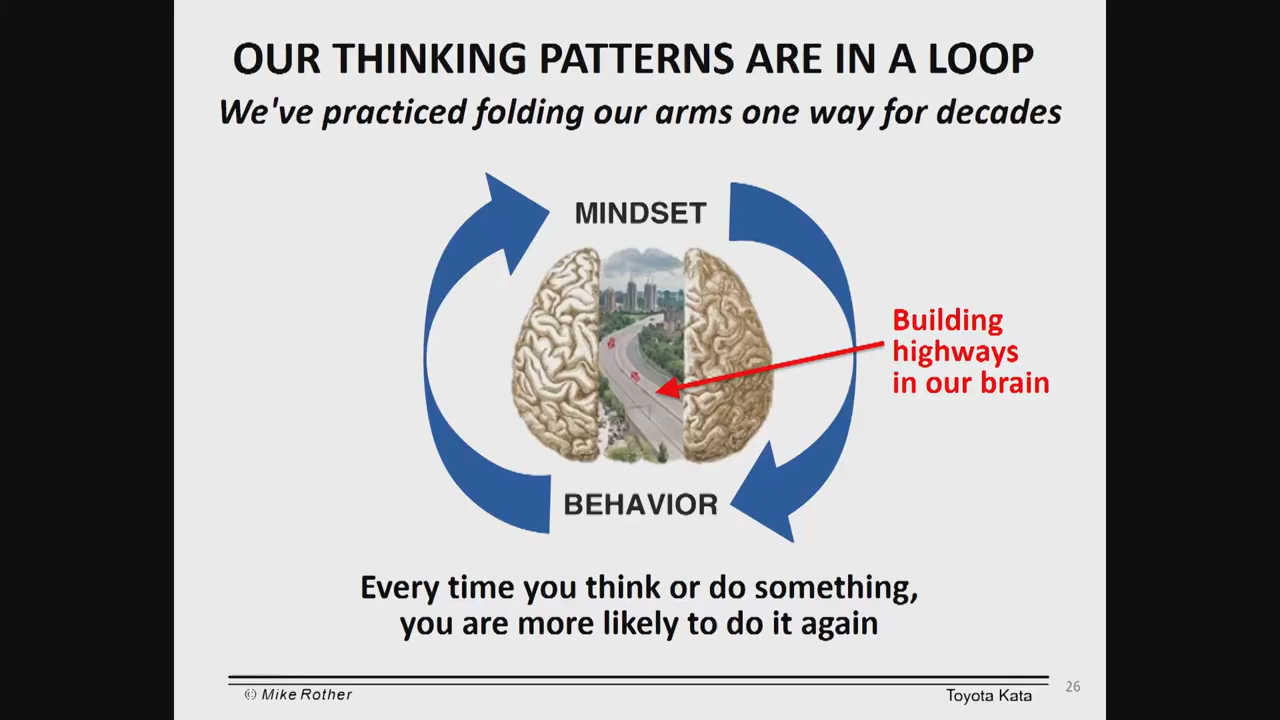 OUR THINKING PATTERNS ARE IN A LOOP
We've practiced folding our arms one way for decades
MINDSET
Building
highways
in our brain
BEHAVIOR
Every time you think or do something,
you are more likely to do it again
© Mike Rother
Toyota Kata
26